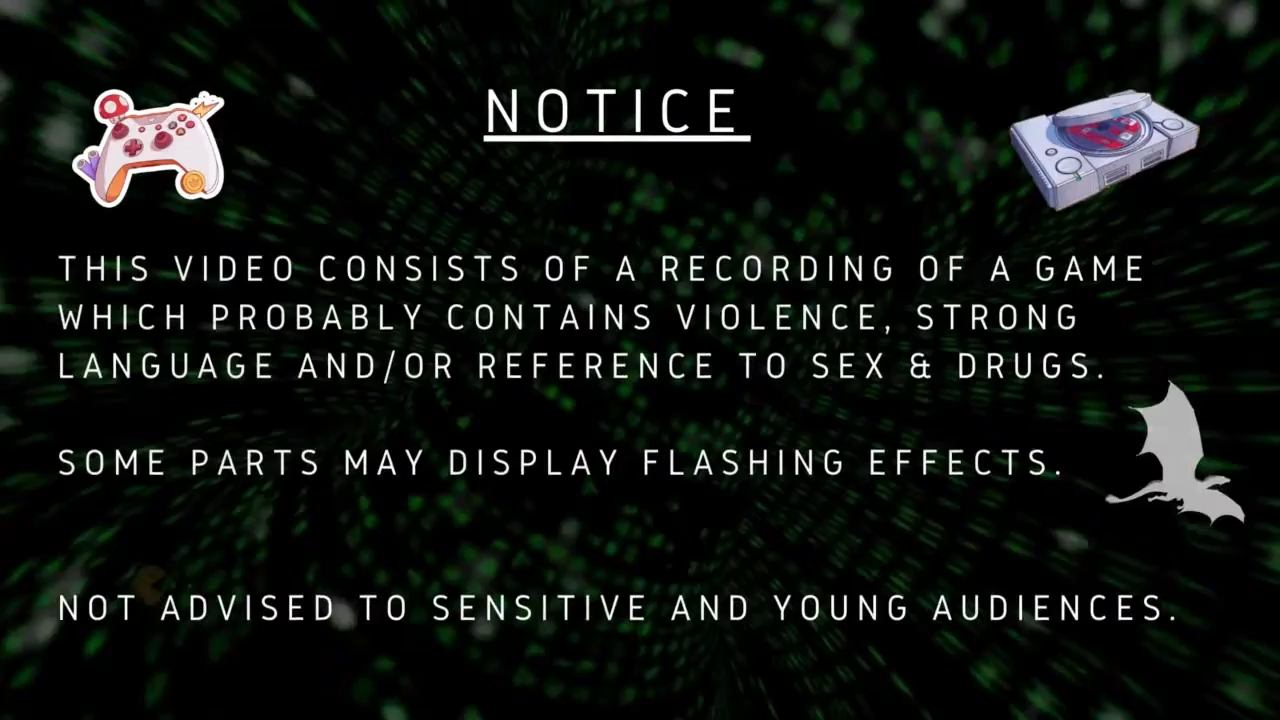 NOTICE
THIS VIDEO CONSISTS OF A RECORDING OF A GAME
WHICH PROBABLY CONTAINS VIOLENCE, STRONG
LANGUAGE AND/OR REFERENCE TO SEX & DRUGS.
SOME PARTS MAY DISPLAY FLASHING EFFECTS.
NOT ADVISED TO SENSITIVE AND YOUNG AUDIENCES.